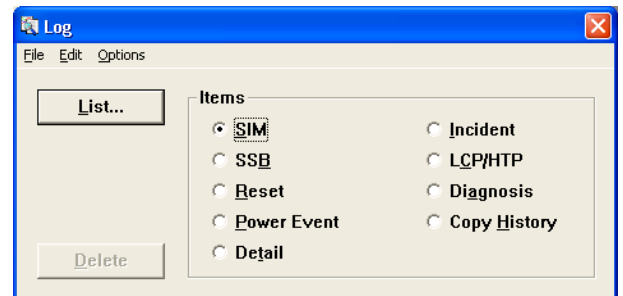 Log
File Edit Options
List...
Items
SIM
Incident
SSB
LCP/HTP
Reset
Diagnosis
Power Event
Copy History
Detail
Delete